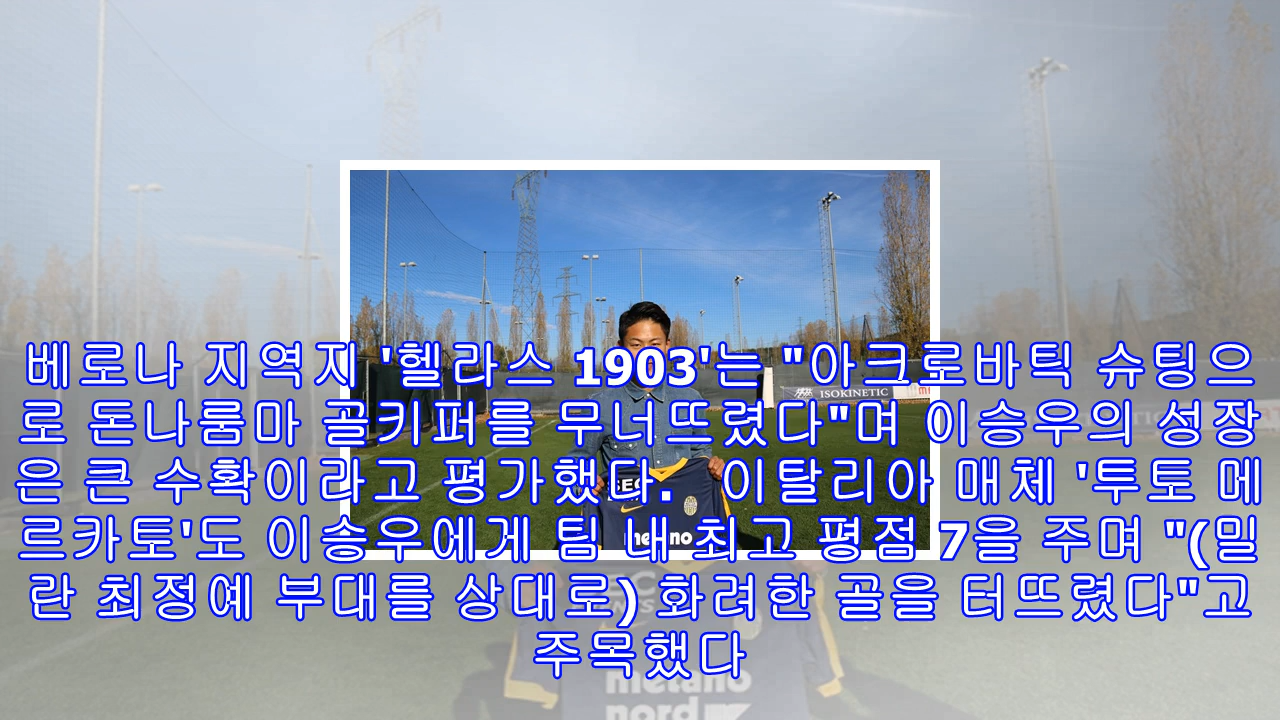 베로나 지역지 '헬라스 1903'는 "아크로바틱 슈팅으
로 돈나룸마 골키퍼를 무너뜨렸다"며 이승우의 성장
은 큰 수확이라고 평가했다.  이탈리아 매체 '투토 메
르카토'도 이승우에게 팀 내 최고 평점 7을 주며 "(밀
란 최정예 부대를 상대로) 화려한 골을 터뜨렸다"고
주목했다
ISOKINETIC
metano
nord